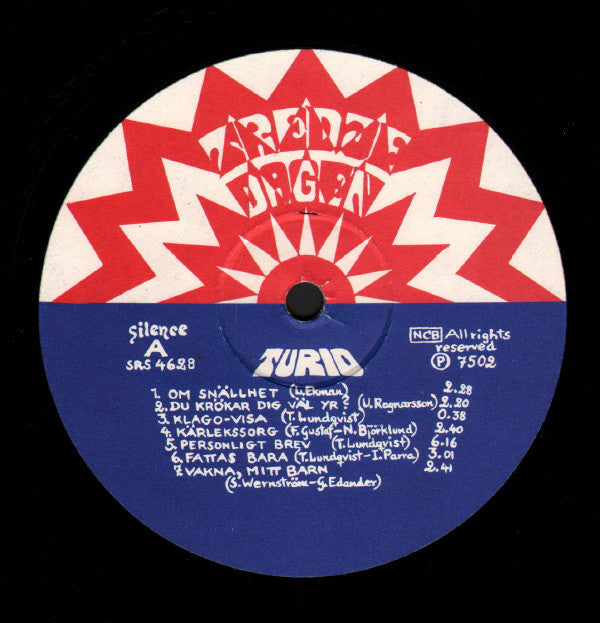 TREDJE
DAGEN
Silence
A
SRS 4628
TURID
NCB All rights
reserved
Ⓟ 7502
1. OM SNÄLLHET (L. Ekman) 2.28
2. DU KRÖKAR DIG VÄL YR? (U. Ragnarsson) 2.20
3. KLAGO-VISA (T. Lundqvist) 0.38
4. KÄRLEKSSORG (F. Gustaf-N. Björklund) 2.40
5. PERSONLIGT BREV (T. Lundqvist) 6.16
6. FATTAS BARA (T. Lundqvist-I. Parra) 3.01
7. VAKNA, MITT BARN 2.41
(S. Wernström-G. Edander)